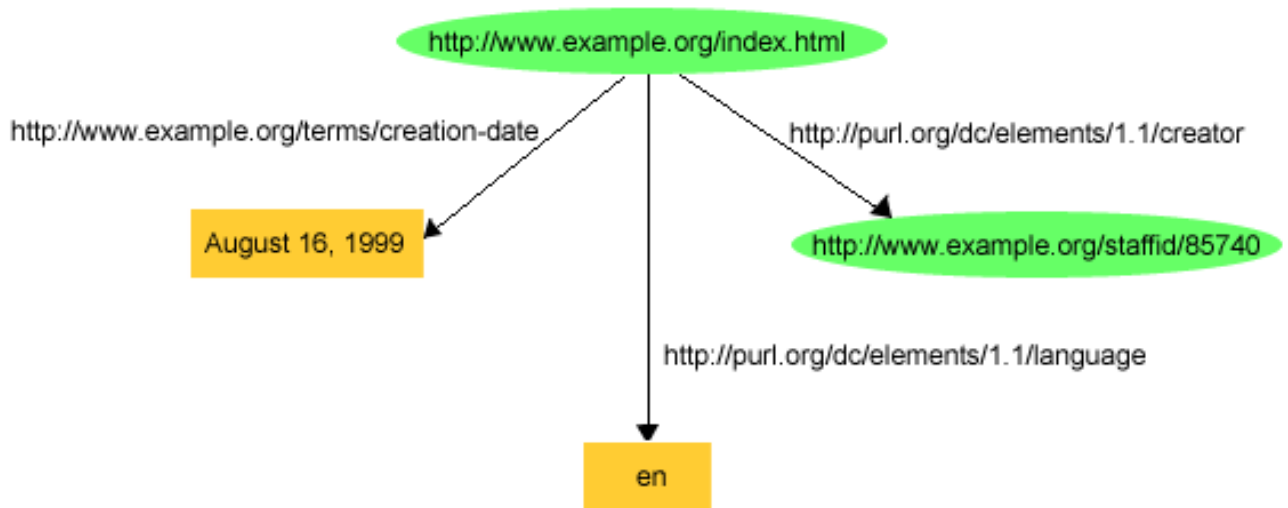 http://www.example.org/index.html
http://www.example.org/terms/creation-date
http://purl.org/dc/elements/1.1/creator
August 16, 1999
http://www.example.org/staffid/85740
http://purl.org/dc/elements/1.1/language
en